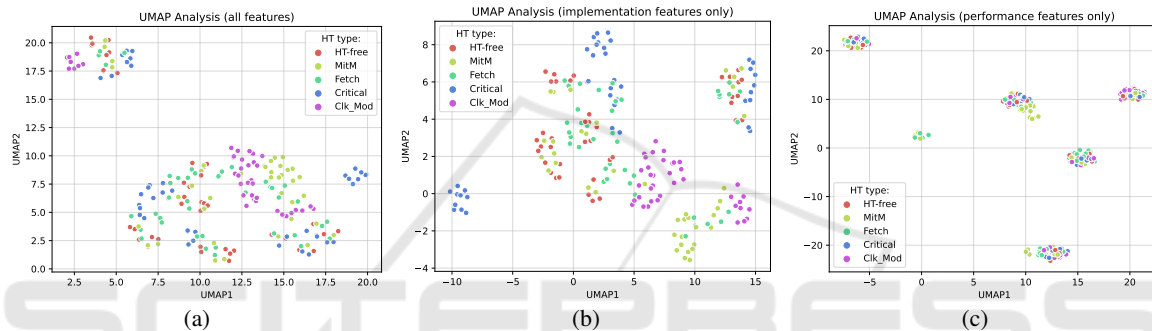 UMAP Analysis (all features)
20.0
17.5
15.0
12.5
10.0
7.5
5.0
2.5
0.0
UMAP2
HT type:
HT-free
MitM
Fetch
Critical
Clk_Mod
2.5
5.0
7.5
10.0
12.5
15.0
17.5
20.0
UMAP1
(a)
UMAP Analysis (implementation features only)
8
6
4
2
0
−2
−4
UMAP2
HT type:
HT-free
MitM
Fetch
Critical
Clk_Mod
−10
−5
0
5
10
15
UMAP1
(b)
UMAP Analysis (performance features only)
20
10
0
−10
−20
UMAP2
HT type:
HT-free
MitM
Fetch
Critical
Clk_Mod
−5
0
5
10
15
20
UMAP1
(c)
SCITEPRESS